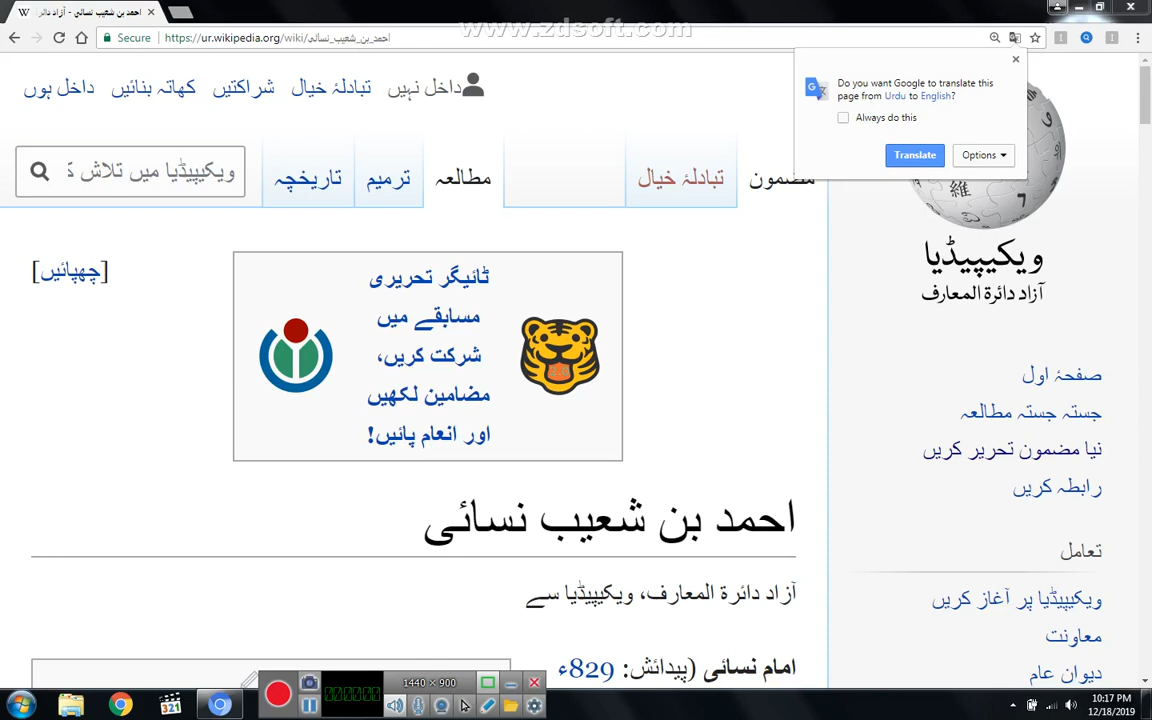 احمد بن شعیب نسائی - آزاد دائر
www.zdsoft.com
Secure
https://ur.wikipedia.org/wiki/احمد_بن_شعیب_نسائی
Do you want Google to translate this
page from Urdu to English?
Always do this
Translate
Options
داخل نہیں
تبادلۂ خیال
شراکتیں
کھاتہ بنائیں
داخل ہوں
مضمون
تبادلۂ خیال
مطالعہ
ترمیم
تاریخچہ
ویکیپیڈیا میں تلاش
ویکیپیڈیا
آزاد دائرۃ المعارف
[چھپائیں]
ٹائیگر تحریری
مسابقے میں
شرکت کریں،
مضامین لکھیں
اور انعام پائیں!
احمد بن شعیب نسائی
آزاد دائرۃ المعارف، ویکیپیڈیا سے
امام نسائی (پیدائش: 829ء
صفحۂ اول
جستہ جستہ مطالعہ
نیا مضمون تحریر کریں
رابطہ کریں
تعامل
ویکیپیڈیا پر آغاز کریں
معاونت
دیوان عام
1440 × 900
00:00:00
321
10:17 PM
12/18/2019